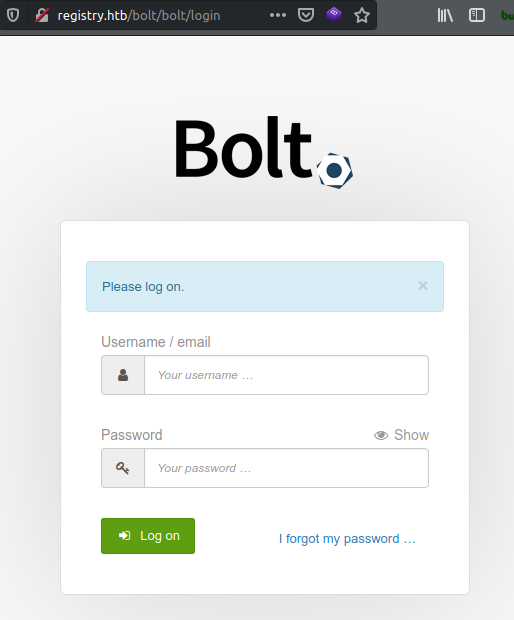 registry.htb/bolt/bolt/login
Bolt
Please log on.
Username / email
Your username ...
Password Show
Your password ...
Log on I forgot my password ...